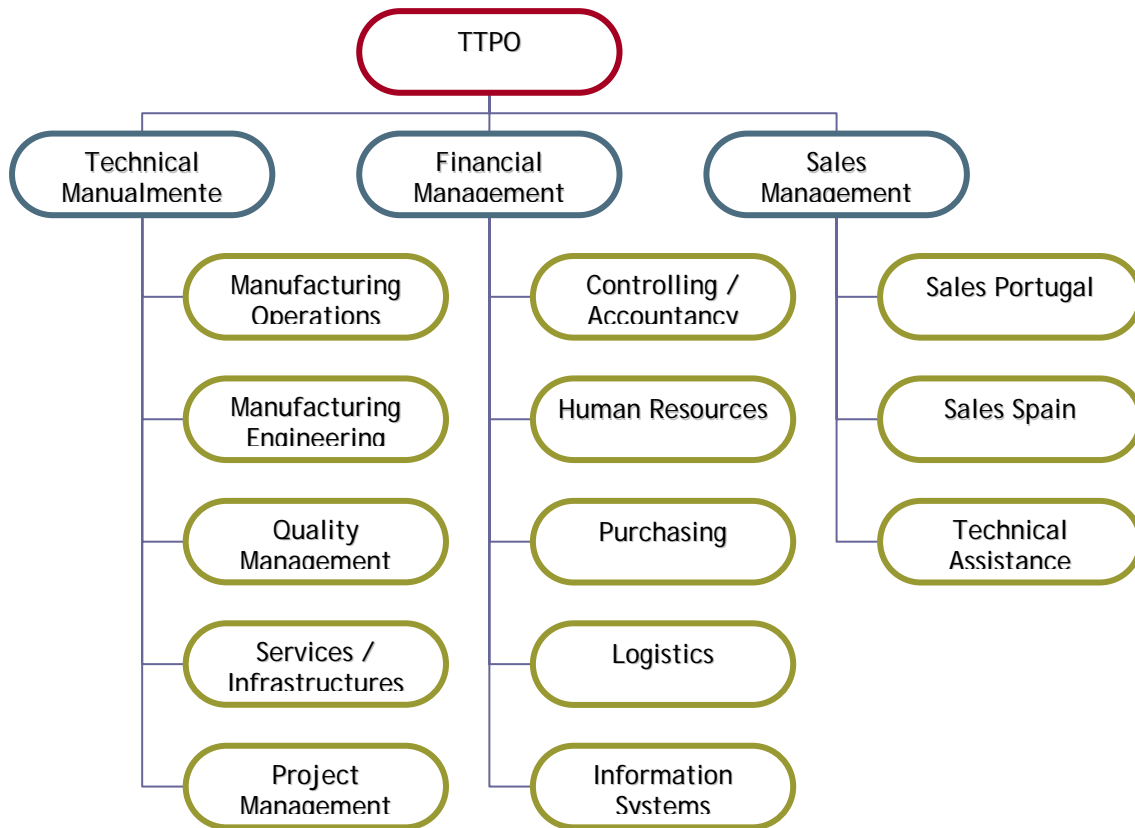 TTPO
Technical
Manualmente
Financial
Management
Sales
Management
Manufacturing
Operations
Controlling /
Accountancy
Sales Portugal
Manufacturing
Engineering
Human Resources
Sales Spain
Quality
Management
Purchasing
Technical
Assistance
Services /
Infrastructures
Logistics
Project
Management
Information
Systems